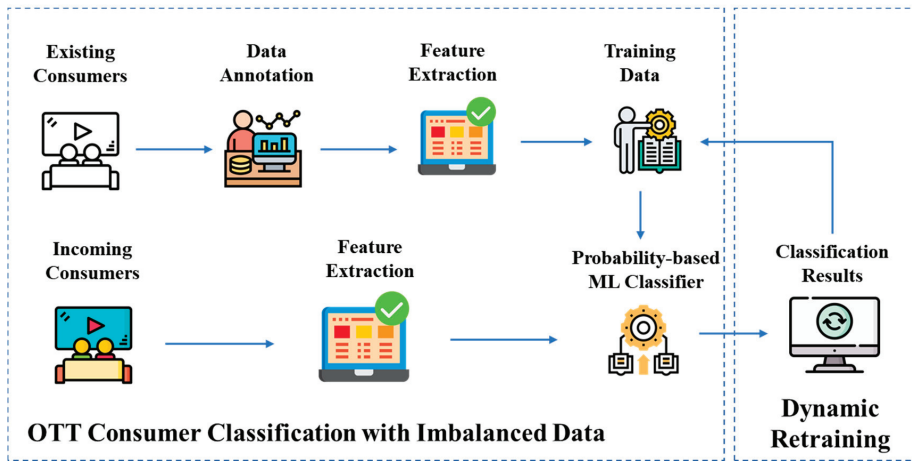 Existing
Consumers
Data
Annotation
Feature
Extraction
Training
Data
Incoming
Consumers
Feature
Extraction
Probability-based
ML Classifier
Classification
Results
OTT Consumer Classification with Imbalanced Data
Dynamic
Retraining